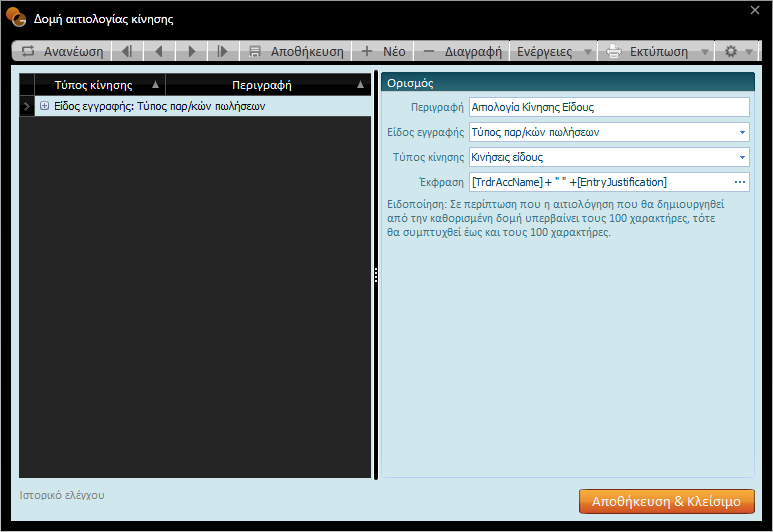 Δομή αιτιολογίας κίνησης
Ανανέωση Αποθήκευση Νέο Διαγραφή Ενέργειες Εκτύπωση
Τύπος κίνησης Περιγραφή
Είδος εγγραφής: Τύπος παρ/κών πωλήσεων
Ορισμός
Περιγραφή Αιτιολογία Κίνησης Είδους
Είδος εγγραφής Τύπος παρ/κών πωλήσεων
Τύπος κίνησης Κινήσεις είδους
Έκφραση [TrdrAccName] + " " +[EntryJustification]
Ειδοποίηση: Σε περίπτωση που η αιτιολόγηση που θα δημιουργηθεί
από την καθορισμένη δομή υπερβαίνει τους 100 χαρακτήρες, τότε
θα συμπτυχθεί έως και τους 100 χαρακτήρες.
Ιστορικό ελέγχου
Αποθήκευση & Κλείσιμο